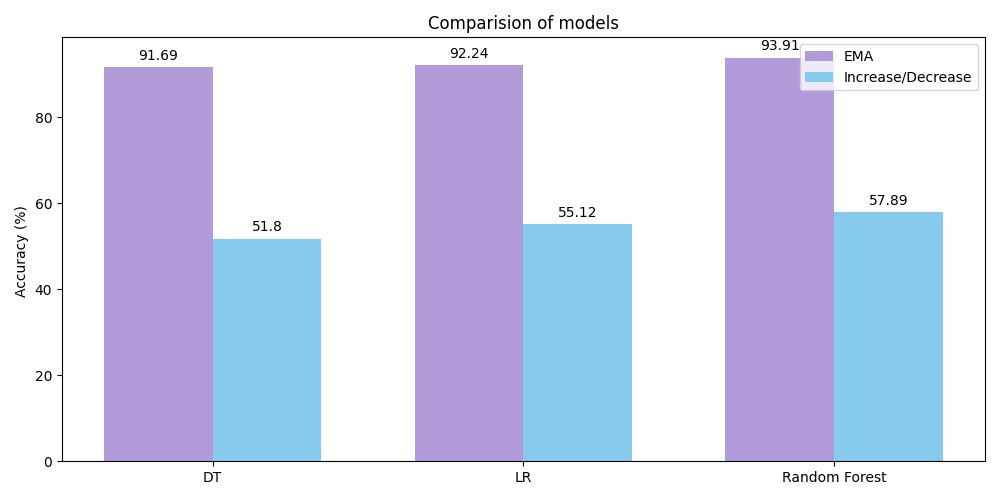 Comparision of models
91.69
92.24
93.91
EMA
Increase/Decrease
51.8
55.12
57.89
Accuracy (%)
80
60
40
20
0
DT
LR
Random Forest